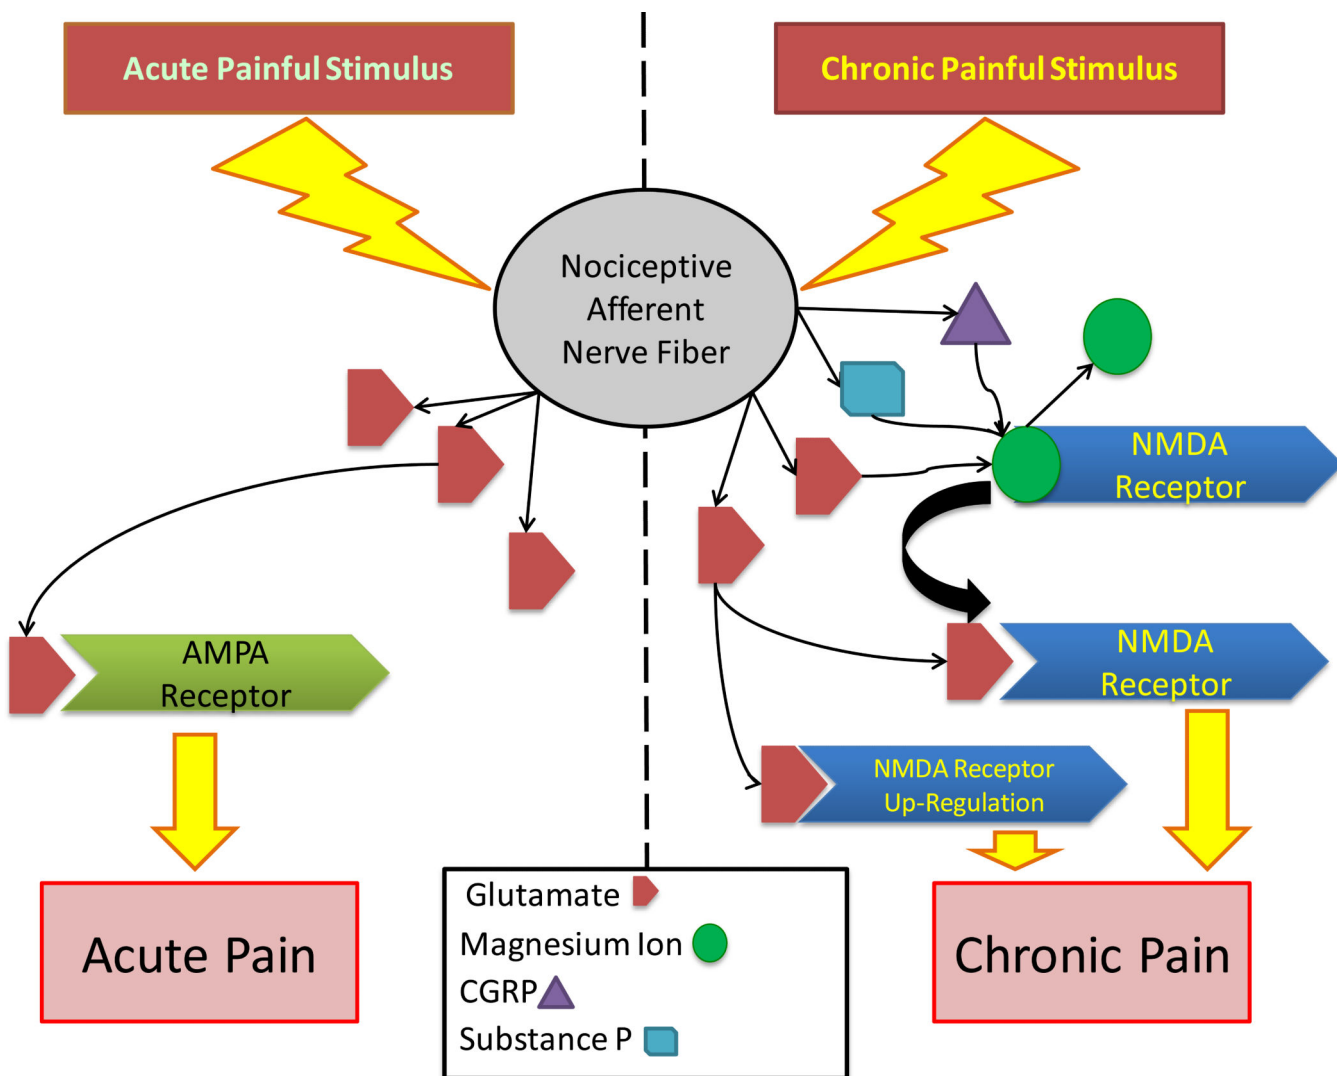 Acute Painful Stimulus
Chronic Painful Stimulus
Nociceptive
Afferent
Nerve Fiber
NMDA
Receptor
AMPA
Receptor
NMDA
Receptor
NMDA Receptor
Up-Regulation
Acute Pain
Chronic Pain
Glutamate
Magnesium Ion
CGRP
Substance P